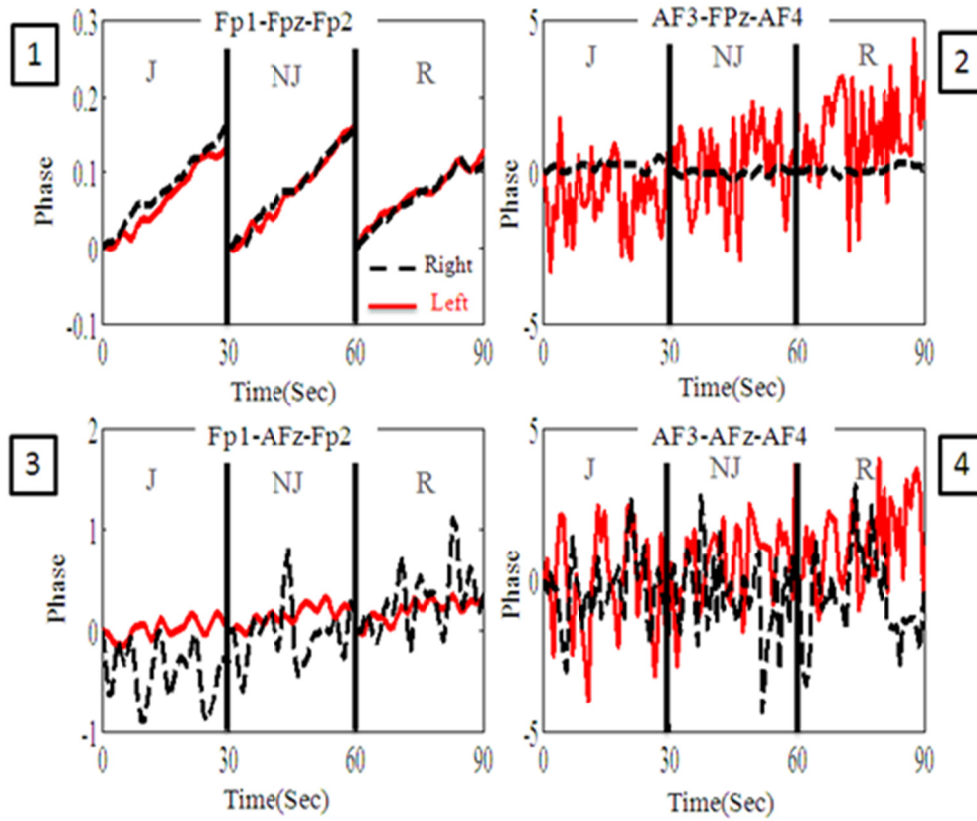 1
Fp1-Fpz-Fp2
J NJ R
0.3
0.2
0.1
0
-0.1
Phase
Right
Left
0 30 60 90
Time(Sec)
2
AF3-FPz-AF4
J NJ R
5
0
-5
Phase
0 30 60 90
Time(Sec)
3
Fp1-AFz-Fp2
J NJ R
2
1
0
-1
Phase
0 30 60 90
Time(Sec)
4
AF3-AFz-AF4
J NJ R
5
0
-5
Phase
0 30 60 90
Time(Sec)